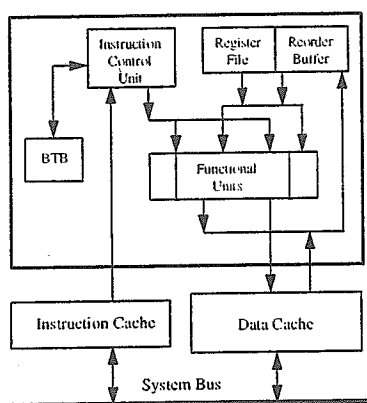 Instruction
Control
Unit
Register
File
Reorder
Buffer
BTB
Functional
Units
Instruction Cache
Data Cache
System Bus